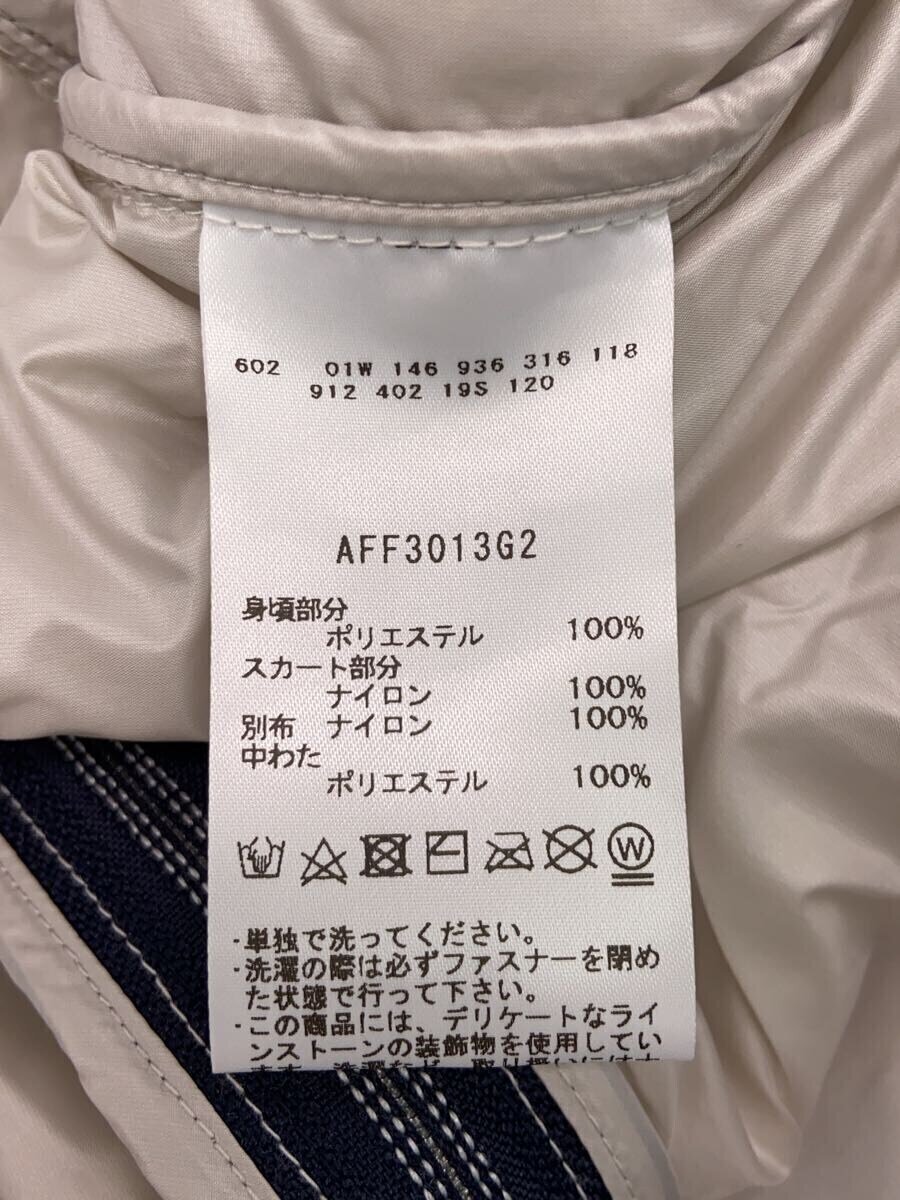 602 01W 146 936 316 118
912 402 19S 120
AFF3013G2
身頃部分
ポリエステル 100%
スカート部分
ナイロン 100%
別布 ナイロン 100%
中わた
ポリエステル 100%
W
・単独で洗ってください。
・洗濯の際は必ずファスナーを閉め
た状態で行って下さい。
・この商品には、デリケートなライ
ンストーンの装飾物を使用してい